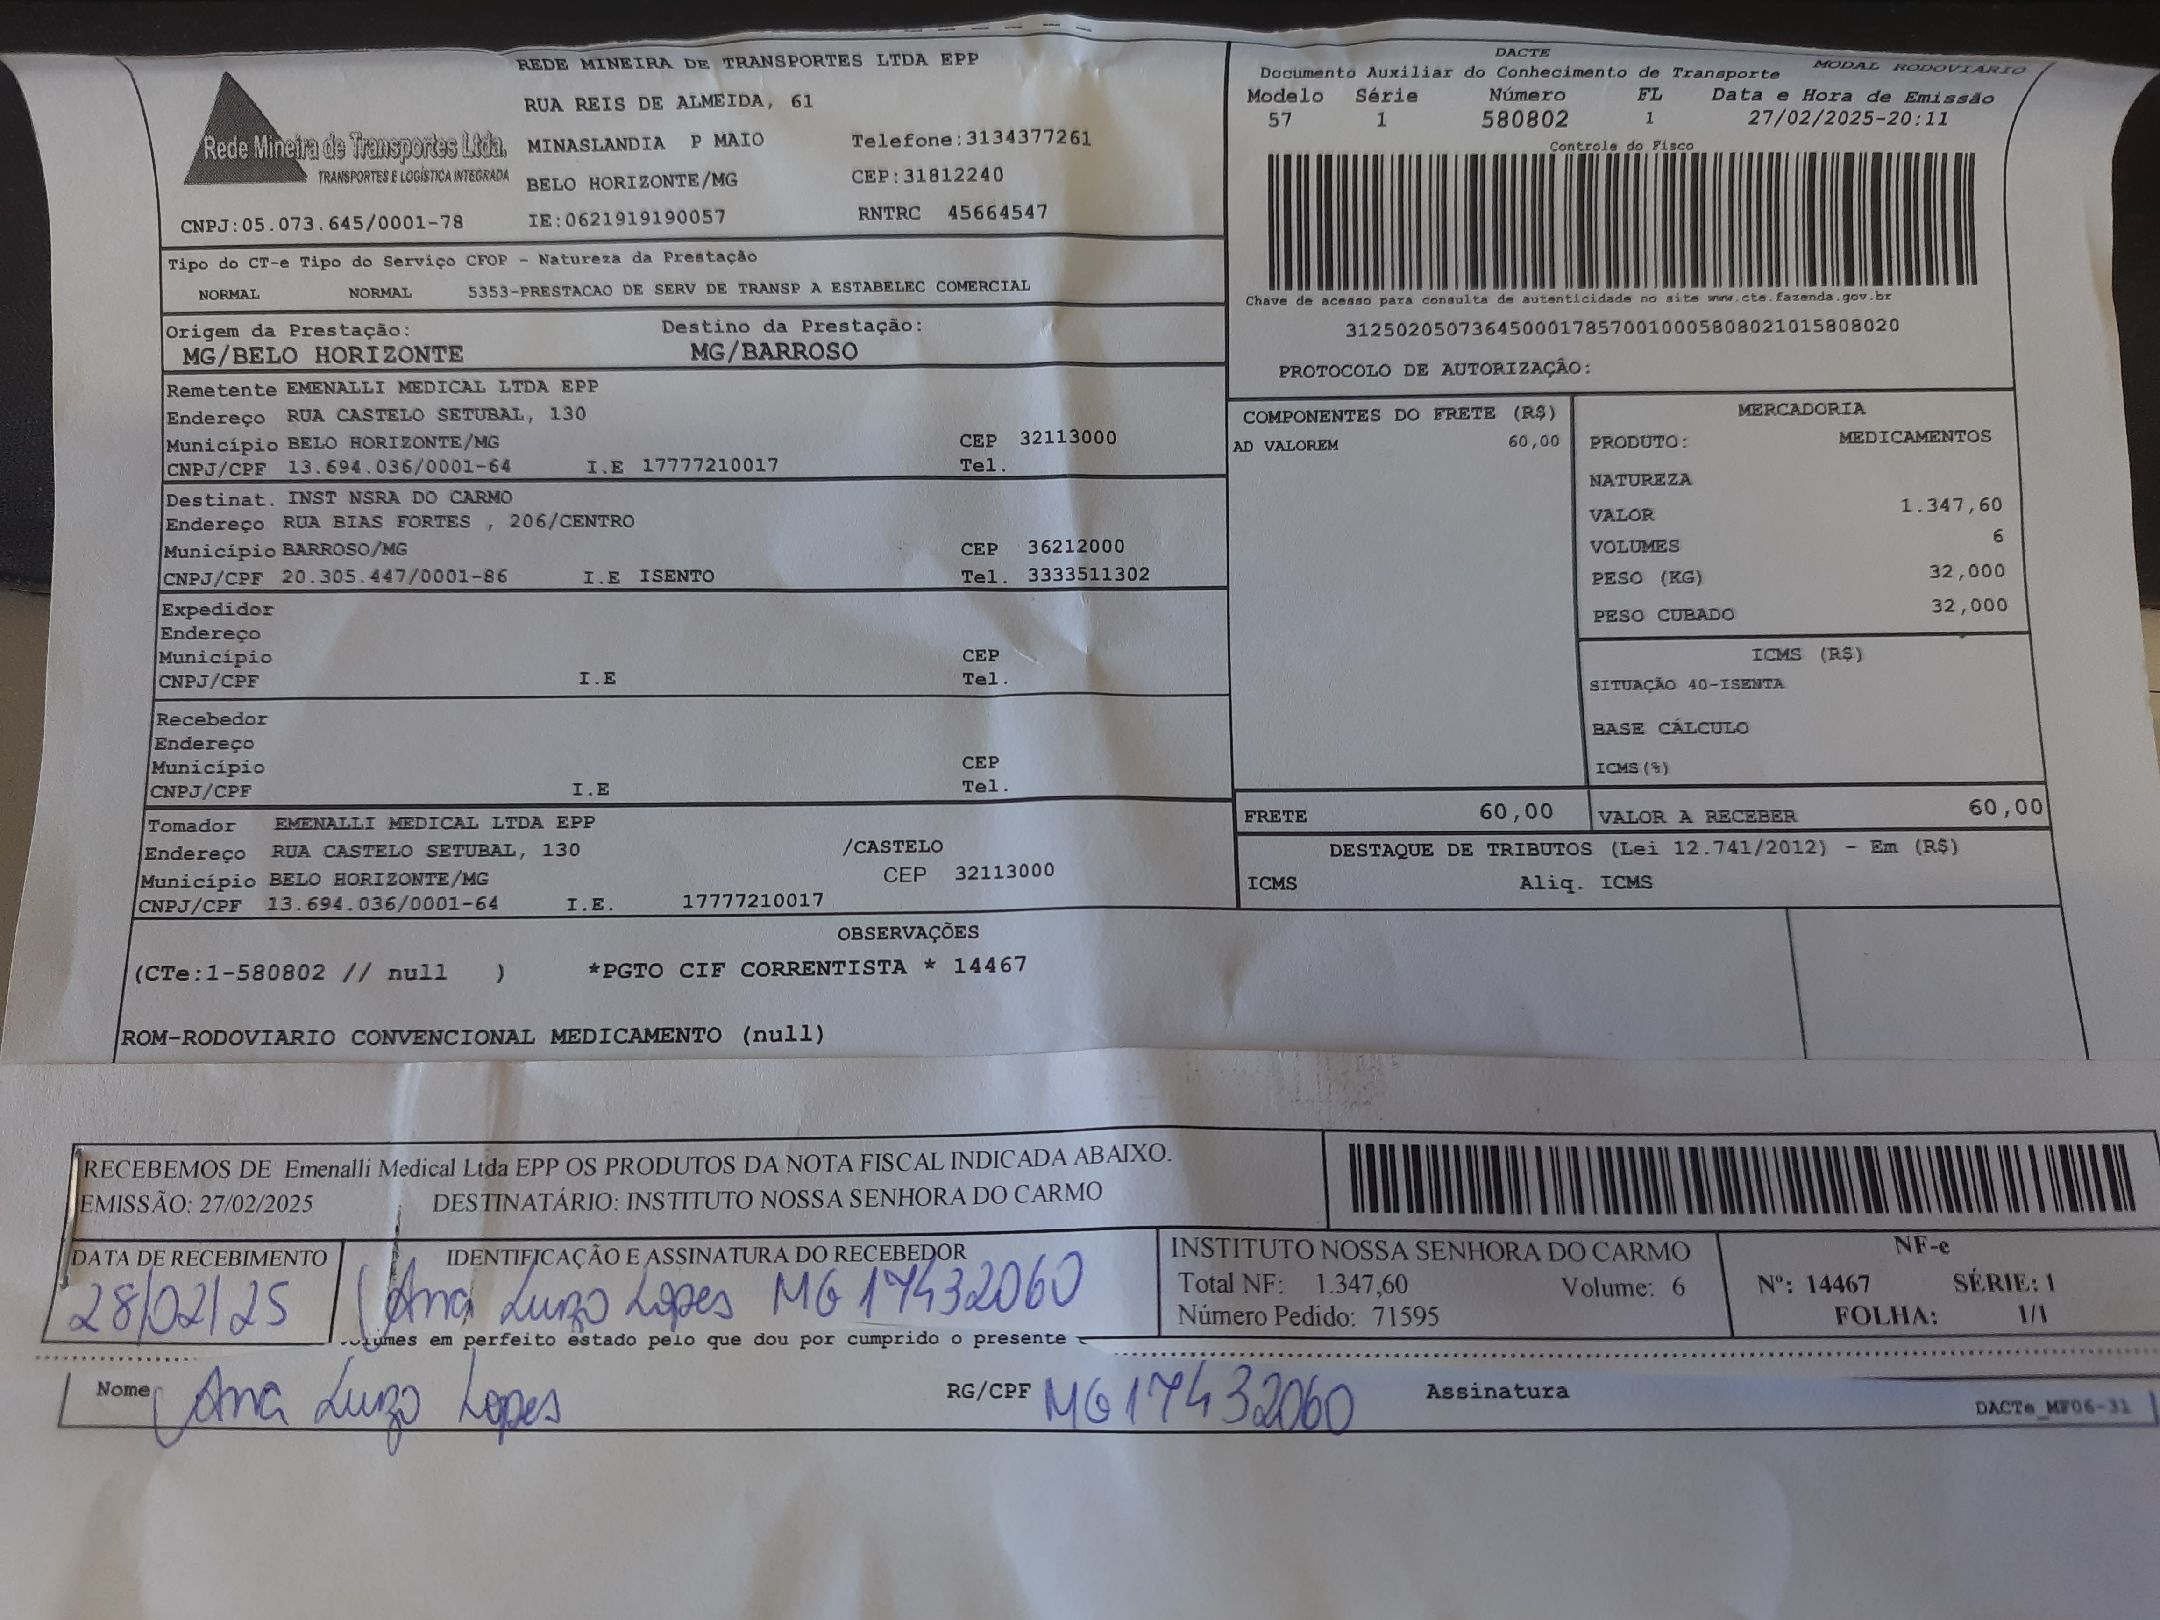 REDE MINEIRA DE TRANSPORTES LTDA EPP
RUA REIS DE ALMEIDA, 61
MINASLANDIA P MAIO Telefone:3134377261
BELO HORIZONTE/MG CEP:31812240
Rede Mineira de Transportes Ltda.
TRANSPORTES E LOGÍSTICA INTEGRADA
CNPJ:05.073.645/0001-78 IE:0621919190057 RNTRC 45664547
Tipo do CT-e Tipo do Serviço CFOP - Natureza da Prestação
NORMAL NORMAL 5353-PRESTACAO DE SERV DE TRANSP A ESTABELEC COMERCIAL
Origem da Prestação: Destino da Prestação:
MG/BELO HORIZONTE MG/BARROSO
Remetente EMENALLI MEDICAL LTDA EPP
Endereço RUA CASTELO SETUBAL, 130
Município BELO HORIZONTE/MG CEP 32113000
CNPJ/CPF 13.694.036/0001-64 I.E 17777210017 Tel.
Destinat. INST NSRA DO CARMO
Endereço RUA BIAS FORTES , 206/CENTRO
Município BARROSO/MG CEP 36212000
CNPJ/CPF 20.305.447/0001-86 I.E ISENTO Tel. 3333511302
Expedidor
Endereço
Município CEP
CNPJ/CPF I.E Tel.
Recebedor
Endereço
Município CEP
CNPJ/CPF I.E Tel.
Tomador EMENALLI MEDICAL LTDA EPP
Endereço RUA CASTELO SETUBAL, 130 /CASTELO
Município BELO HORIZONTE/MG CEP 32113000
CNPJ/CPF 13.694.036/0001-64 I.E. 17777210017
DACTE
Documento Auxiliar do Conhecimento de Transporte MODAL RODOVIARIO
Modelo Série Número FL Data e Hora de Emissão
57 1 580802 1 27/02/2025-20:11
Controle do Fisco
Chave de acesso para consulta de autenticidade no site www.cte.fazenda.gov.br
31250205073645000178570010005808021015808020
PROTOCOLO DE AUTORIZAÇÃO:
COMPONENTES DO FRETE (R$)
AD VALOREM 60,00
MERCADORIA
PRODUTO: MEDICAMENTOS
NATUREZA
VALOR 1.347,60
VOLUMES 6
PESO (KG) 32,000
PESO CUBADO 32,000
ICMS (R$)
SITUAÇÃO 40-ISENTA
BASE CÁLCULO
ICMS(%)
FRETE 60,00 VALOR A RECEBER 60,00
DESTAQUE DE TRIBUTOS (Lei 12.741/2012) - Em (R$)
ICMS Aliq. ICMS
OBSERVAÇÕES
(CTe:1-580802 // null ) *PGTO CIF CORRENTISTA * 14467
ROM-RODOVIARIO CONVENCIONAL MEDICAMENTO (null)
RECEBEMOS DE Emenalli Medical Ltda EPP OS PRODUTOS DA NOTA FISCAL INDICADA ABAIXO.
EMISSÃO: 27/02/2025 DESTINATÁRIO: INSTITUTO NOSSA SENHORA DO CARMO
DATA DE RECEBIMENTO IDENTIFICAÇÃO E ASSINATURA DO RECEBEDOR
28/02/25 Ana Luzo Lopes MG17432060
INSTITUTO NOSSA SENHORA DO CARMO
Total NF: 1.347,60 Volume: 6
Número Pedido: 71595
NF-e
Nº: 14467 SÉRIE: 1
FOLHA: 1/1
em perfeito estado pelo que dou por cumprido o presente
Nome Ana Luzo Lopes RG/CPF MG17432060 Assinatura
DACTe_MF06-31